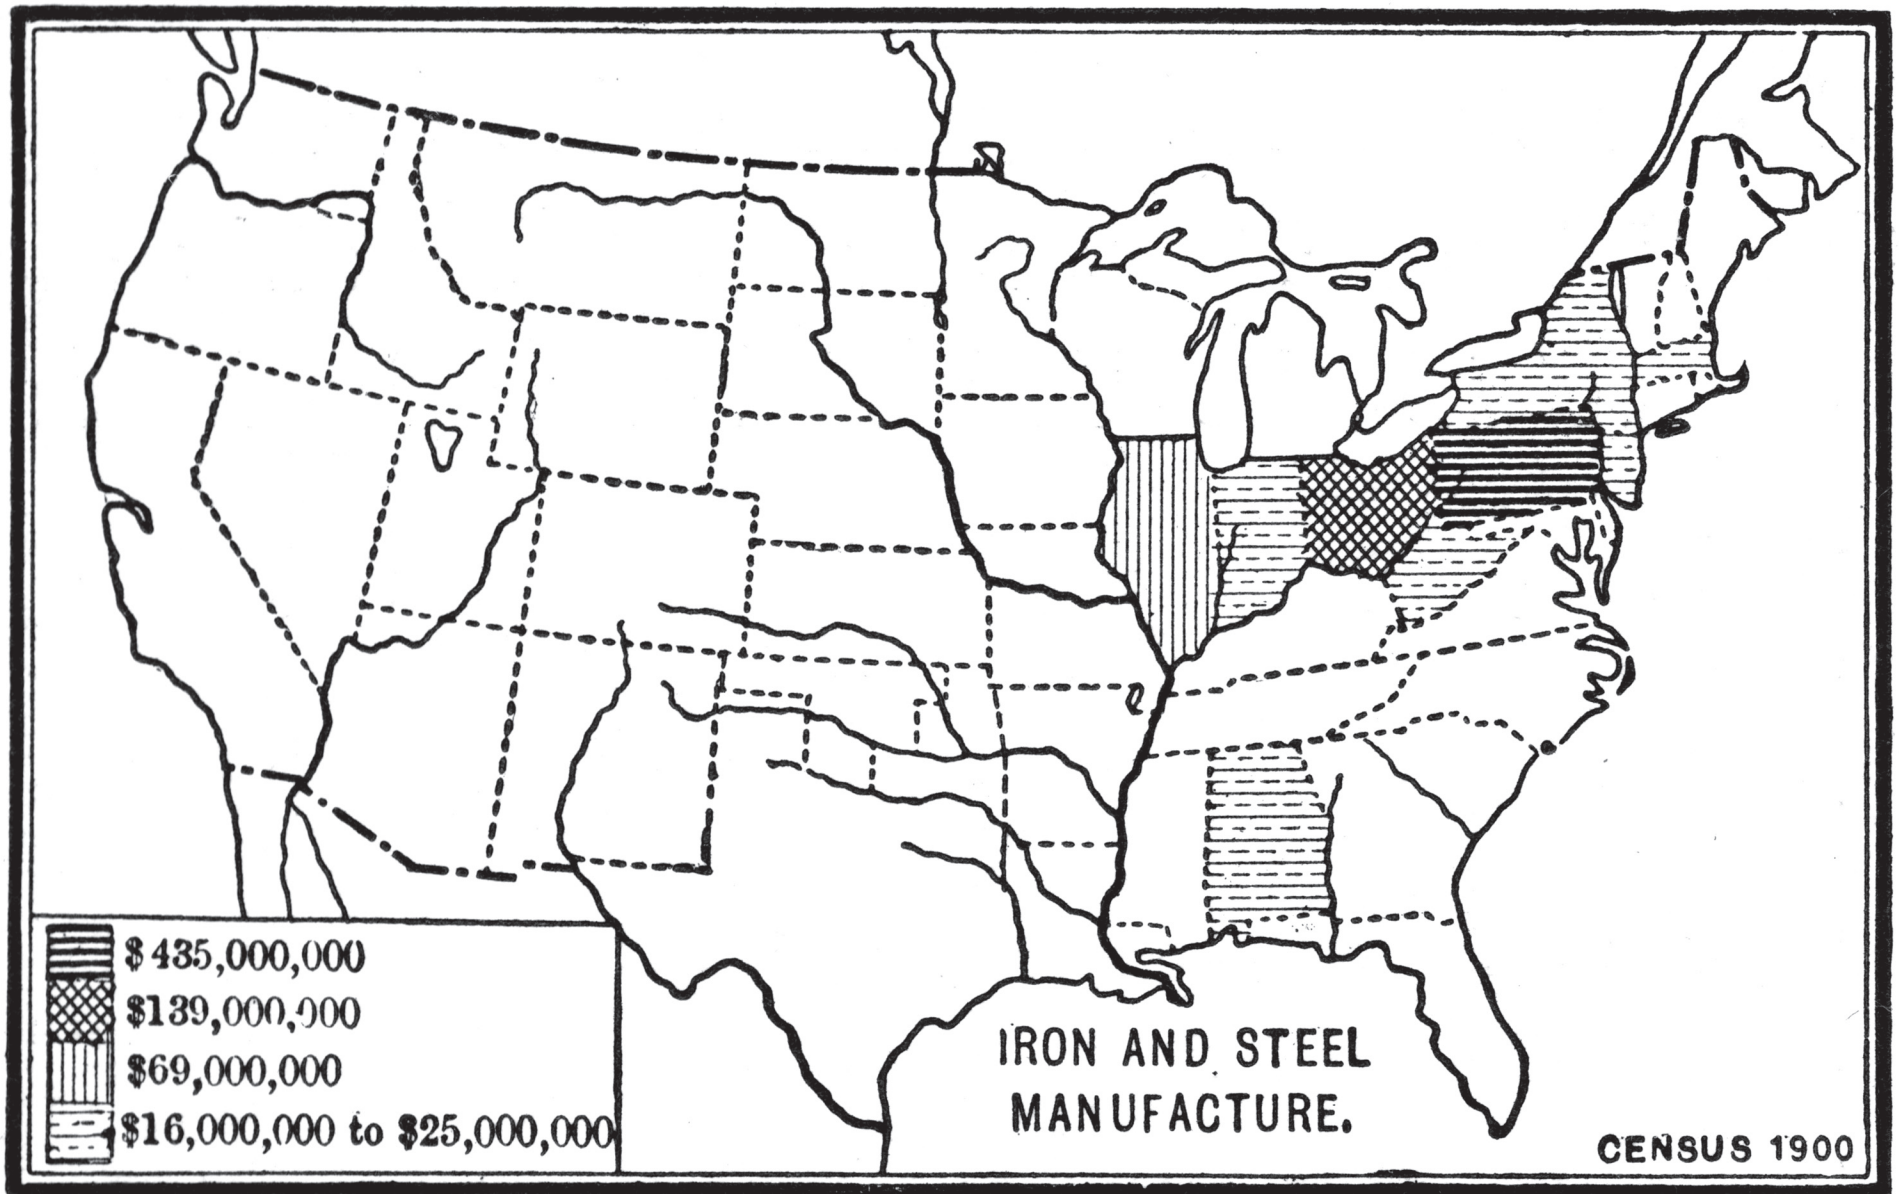 $435,000,000
$139,000,000
$69,000,000
$16,000,000 to $25,000,000
IRON AND STEEL
MANUFACTURE.
CENSUS 1900